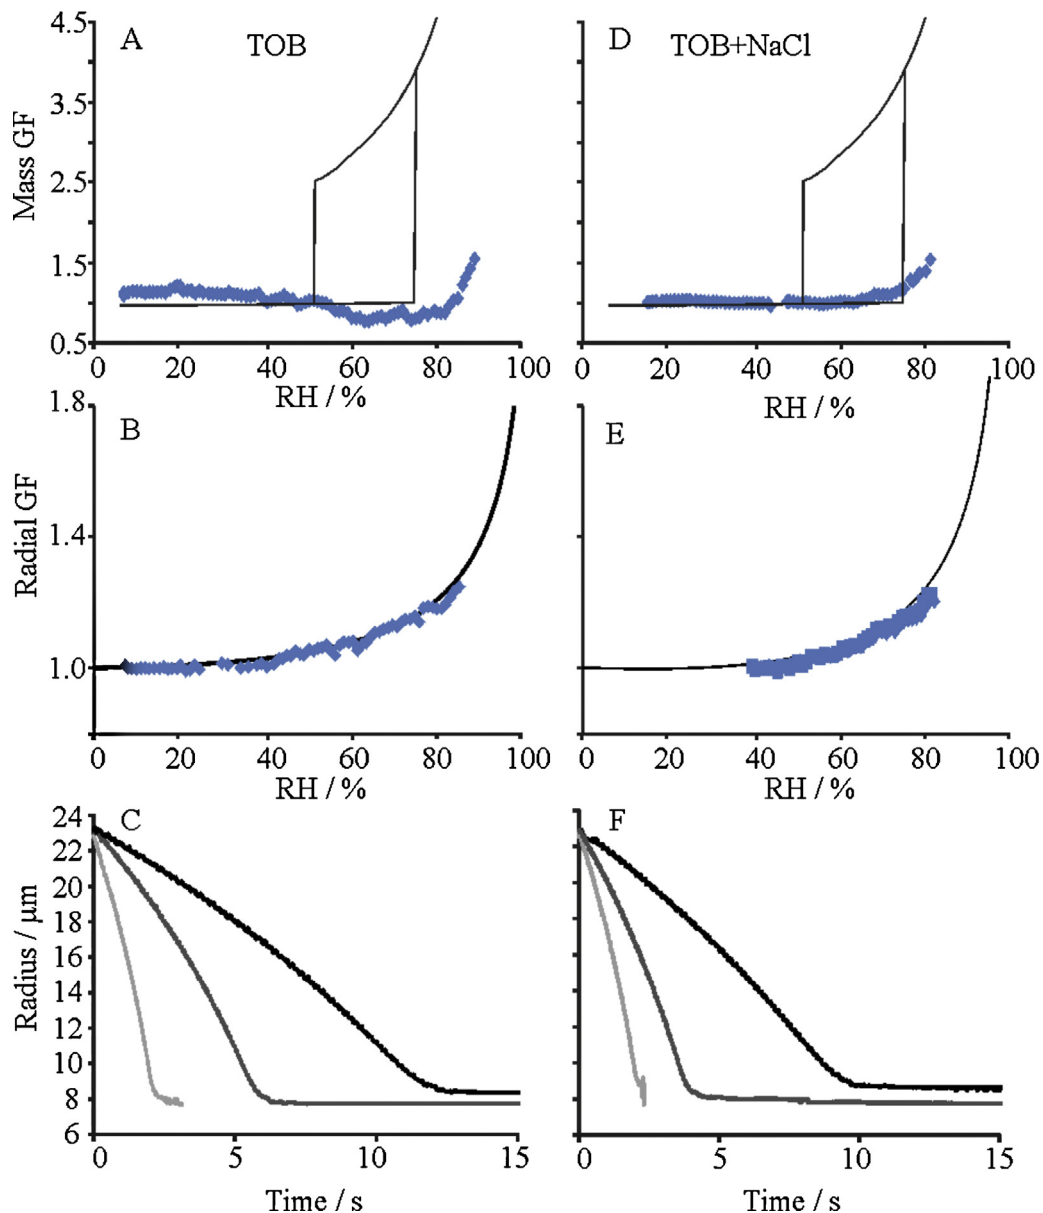 A TOB
D TOB+NaCl
Mass GF
4.5
3.5
2.5
1.5
0.5
0 20 40 60 80 100
RH / %
0 20 40 60 80 100
RH / %
B
E
Radial GF
1.8
1.4
1.0
0 20 40 60 80 100
RH / %
0 20 40 60 80 100
RH / %
C
F
Radius / μm
24
22
20
18
16
14
12
10
8
6
0 5 10 15
Time / s
0 5 10 15
Time / s